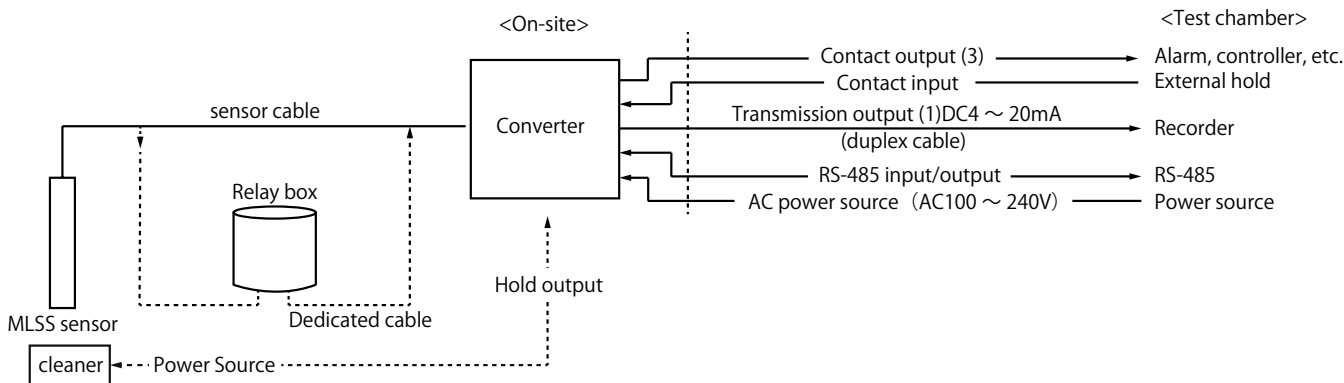 <On-site>
<Test chamber>
Contact output (3)
Alarm, controller, etc.
Contact input
External hold
sensor cable
Converter
Transmission output (1)DC4 ～ 20mA
(duplex cable)
Recorder
RS-485 input/output
RS-485
Relay box
AC power source（AC100 ～ 240V）
Power source
Hold output
MLSS sensor
Dedicated cable
cleaner
Power Source